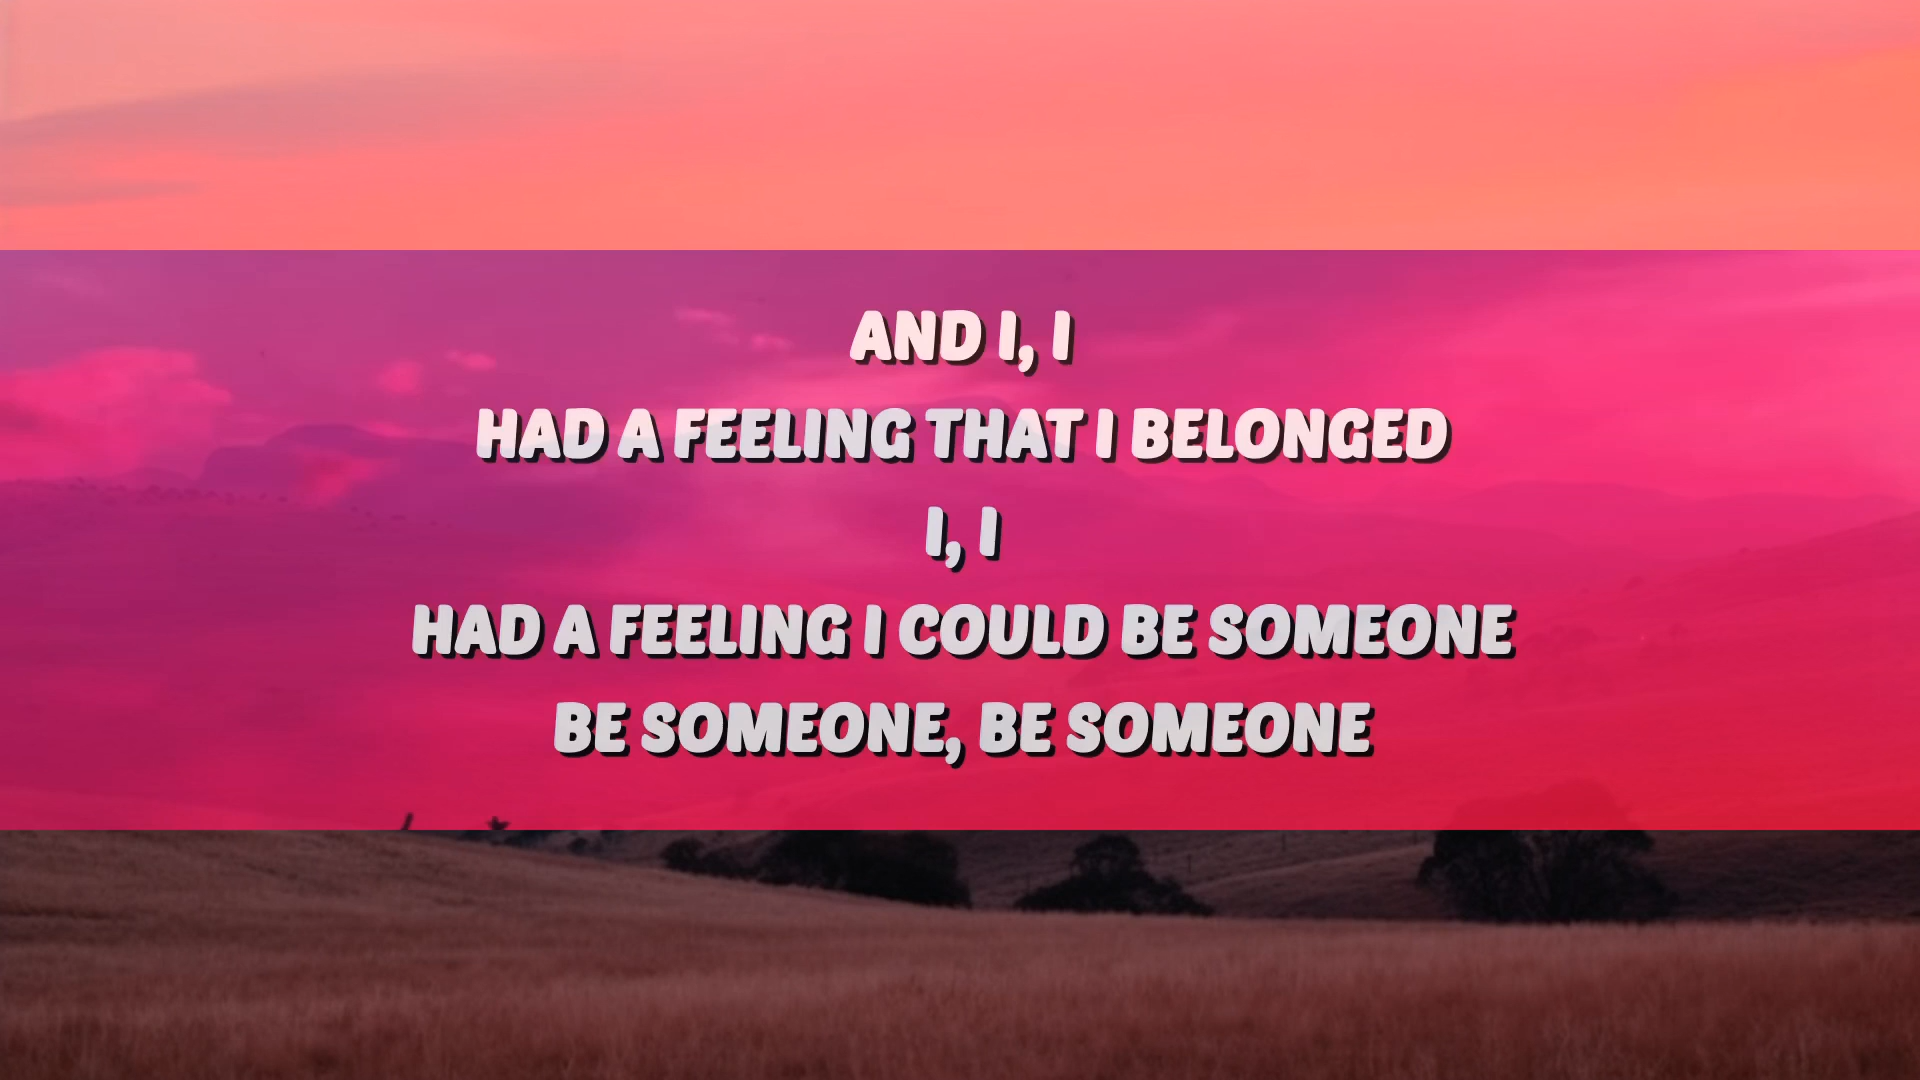 AND I, I
HAD A FEELING THAT I BELONGED
I, I
HAD A FEELING I COULD BE SOMEONE
BE SOMEONE, BE SOMEONE